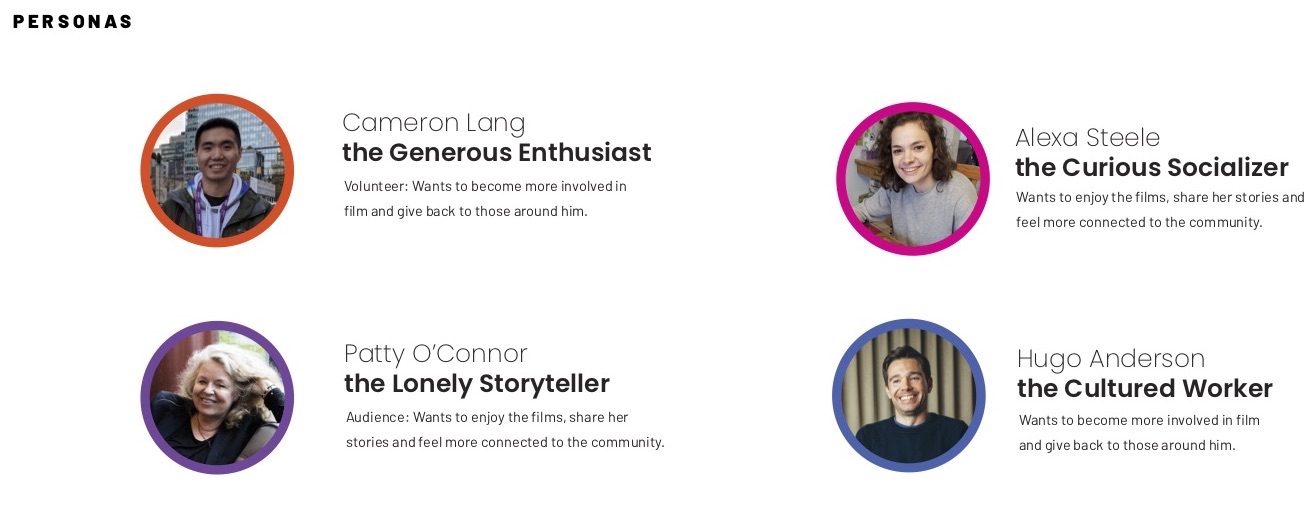 PERSONAS
Cameron Lang
the Generous Enthusiast
Volunteer: Wants to become more involved in
film and give back to those around him.
Alexa Steele
the Curious Socializer
Wants to enjoy the films, share her stories and
feel more connected to the community.
Patty O’Connor
the Lonely Storyteller
Audience: Wants to enjoy the films, share her
stories and feel more connected to the community.
Hugo Anderson
the Cultured Worker
Wants to become more involved in film
and give back to those around him.